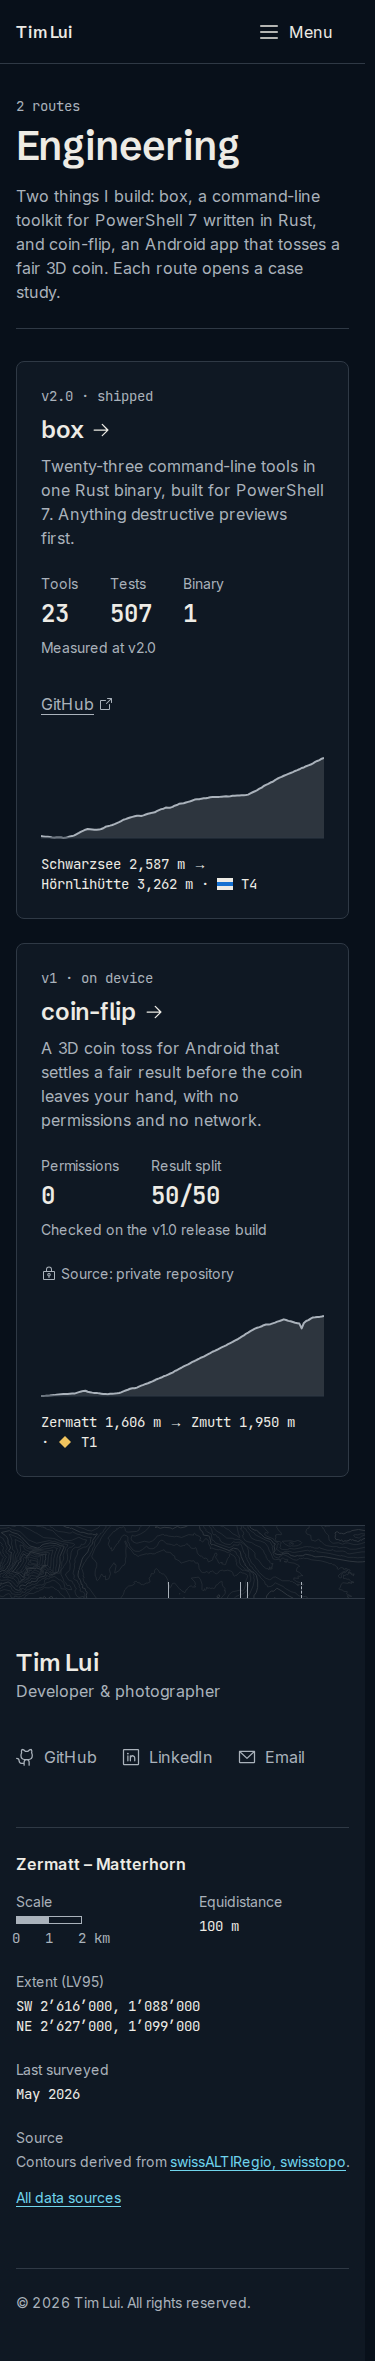 Tim Lui
Menu
2 routes
Engineering
Two things I build: box, a command-line
toolkit for PowerShell 7 written in Rust,
and coin-flip, an Android app that tosses a
fair 3D coin. Each route opens a case
study.
v2.0 · shipped
box →
Twenty-three command-line tools in
one Rust binary, built for PowerShell
7. Anything destructive previews
first.
Tools Tests Binary
23 507 1
Measured at v2.0
GitHub
Schwarzsee 2,587 m →
Hörnlihütte 3,262 m · T4
v1 · on device
coin-flip →
A 3D coin toss for Android that
settles a fair result before the coin
leaves your hand, with no
permissions and no network.
Permissions Result split
0 50/50
Checked on the v1.0 release build
Source: private repository
Zermatt 1,606 m → Zmutt 1,950 m
· T1
Tim Lui
Developer & photographer
GitHub LinkedIn Email
Zermatt – Matterhorn
Scale Equidistance
100 m
0 1 2 km
Extent (LV95)
SW 2’616’000, 1’088’000
NE 2’627’000, 1’099’000
Last surveyed
May 2026
Source
Contours derived from swissALTIRegio, swisstopo.
All data sources
© 2026 Tim Lui. All rights reserved.